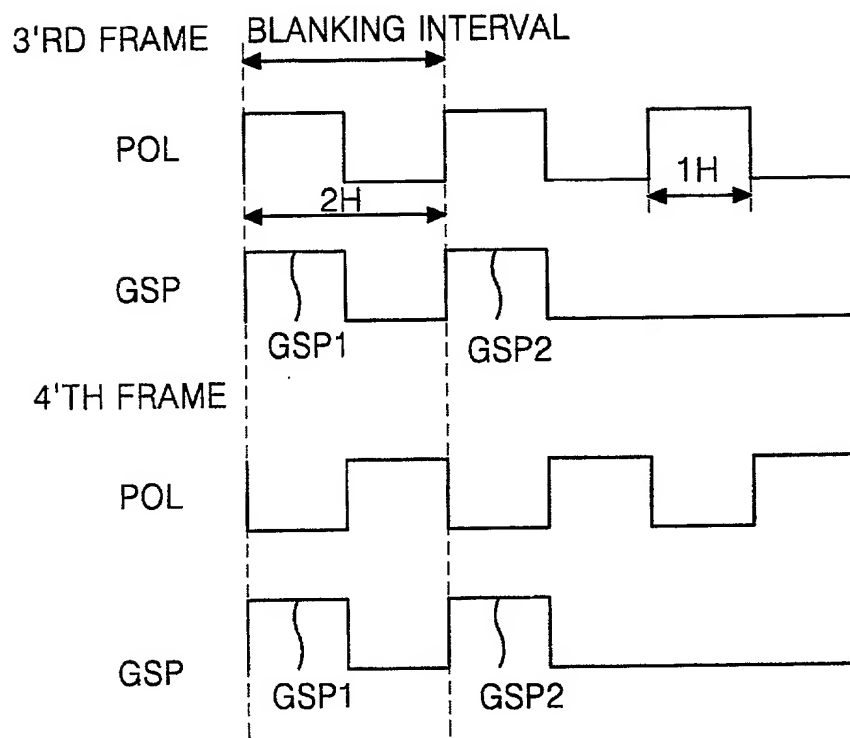 3'RD FRAME
BLANKING INTERVAL
POL
1H
2H
GSP
GSP1
GSP2
4'TH FRAME
POL
GSP
GSP1
GSP2